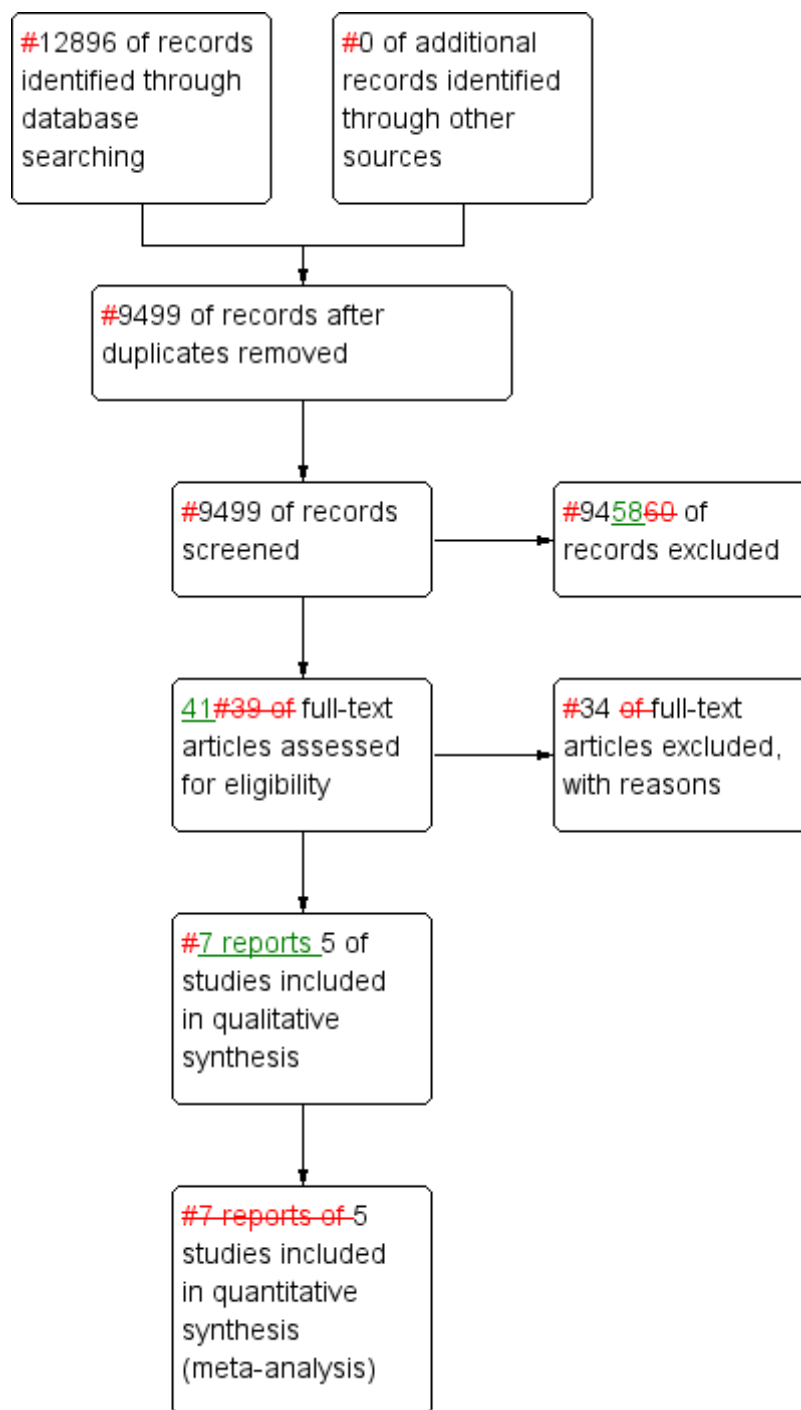 #12896 of records
identified through
database
searching
#0 of additional
records identified
through other
sources
#9499 of records after
duplicates removed
#9499 of records
screened
#945860 of
records excluded
41#39 of full-text
articles assessed
for eligibility
#34 of full-text
articles excluded,
with reasons
#7 reports 5 of
studies included
in qualitative
synthesis
#7 reports of 5
studies included
in quantitative
synthesis
(meta-analysis)